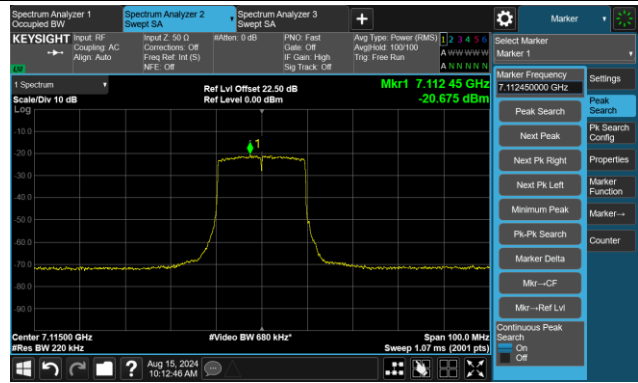 Spectrum Analyzer 1
Occupied BW
Spectrum Analyzer 2
Swept SA
Spectrum Analyzer 3
Swept SA
+
Marker
KEYSIGHT
Input: RF
Coupling: AC
Align: Auto
Input Z: 50 Ω
Corrections: Off
Freq Ref: Int (S)
NFE: Off
#Atten: 0 dB
PNO: Fast
Gate: Off
IF Gain: High
Sig Track: Off
Avg Type: Power (RMS)
Avg|Hold: 100/100
Trig: Free Run
1 2 3 4 5 6
A W W W W W
A N N N N N
Select Marker
Marker 1
1 Spectrum
Scale/Div 10 dB
Log
Ref Lvl Offset 22.50 dB
Ref Level 0.00 dBm
Mkr1 7.112 45 GHz
-20.675 dBm
-10.0
-20.0
-30.0
-40.0
-50.0
-60.0
-70.0
-80.0
-90.0
1
Center 7.11500 GHz
#Res BW 220 kHz
#Video BW 680 kHz*
Span 100.0 MHz
Sweep 1.07 ms (2001 pts)
Marker Frequency
7.112450000 GHz
Peak Search
Next Peak
Next Pk Right
Next Pk Left
Minimum Peak
Pk-Pk Search
Marker Delta
Mkr→CF
Mkr→Ref Lvl
Continuous Peak
Search
On
Off
Settings
Peak
Search
Pk Search
Config
Properties
Marker
Function
Marker→
Counter
?
Aug 15, 2024
10:12:46 AM